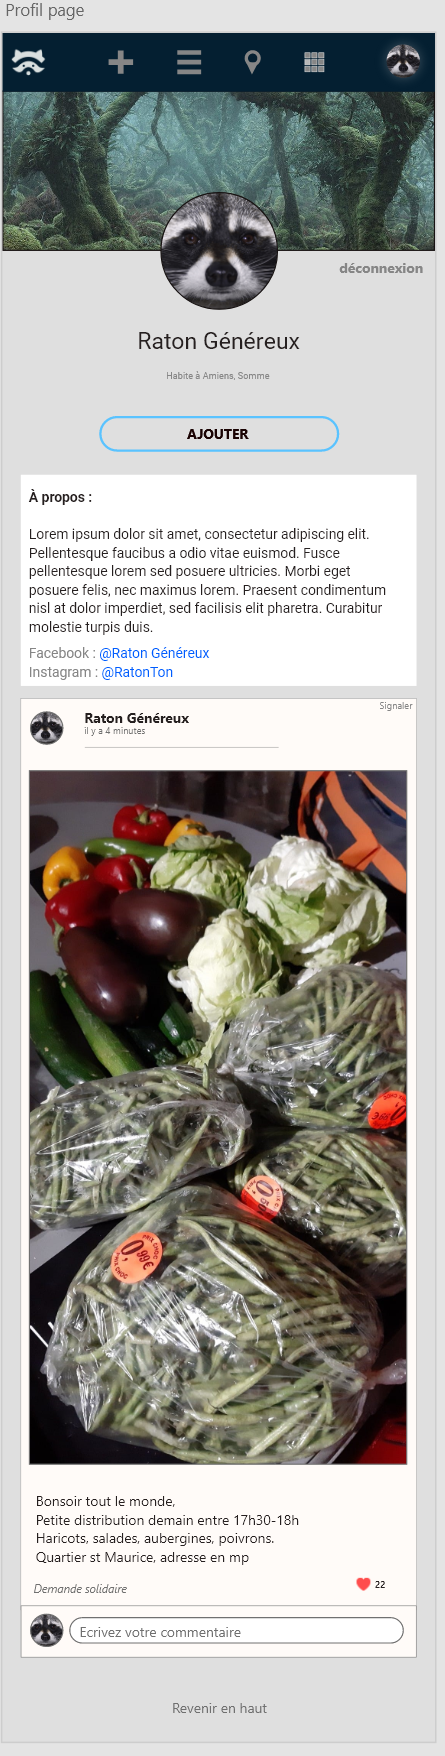 Profil page
déconnexion
Raton Généreux
Habite à Amiens, Somme
AJOUTER
À propos :
Lorem ipsum dolor sit amet, consectetur adipiscing elit.
Pellentesque faucibus a odio vitae euismod. Fusce
pellentesque lorem sed posuere ultricies. Morbi eget
posuere felis, nec maximus lorem. Praesent condimentum
nisl at dolor imperdiet, sed facilisis elit pharetra. Curabitur
molestie turpis duis.
Facebook : @Raton Généreux
Instagram : @RatonTon
Signaler
Raton Généreux
il y a 4 minutes
PRIX CHOC
0,99€
PRIX CHOC
Bonsoir tout le monde,
Petite distribution demain entre 17h30-18h
Haricots, salades, aubergines, poivrons.
Quartier st Maurice, adresse en mp
Demande solidaire
22
Ecrivez votre commentaire
Revenir en haut